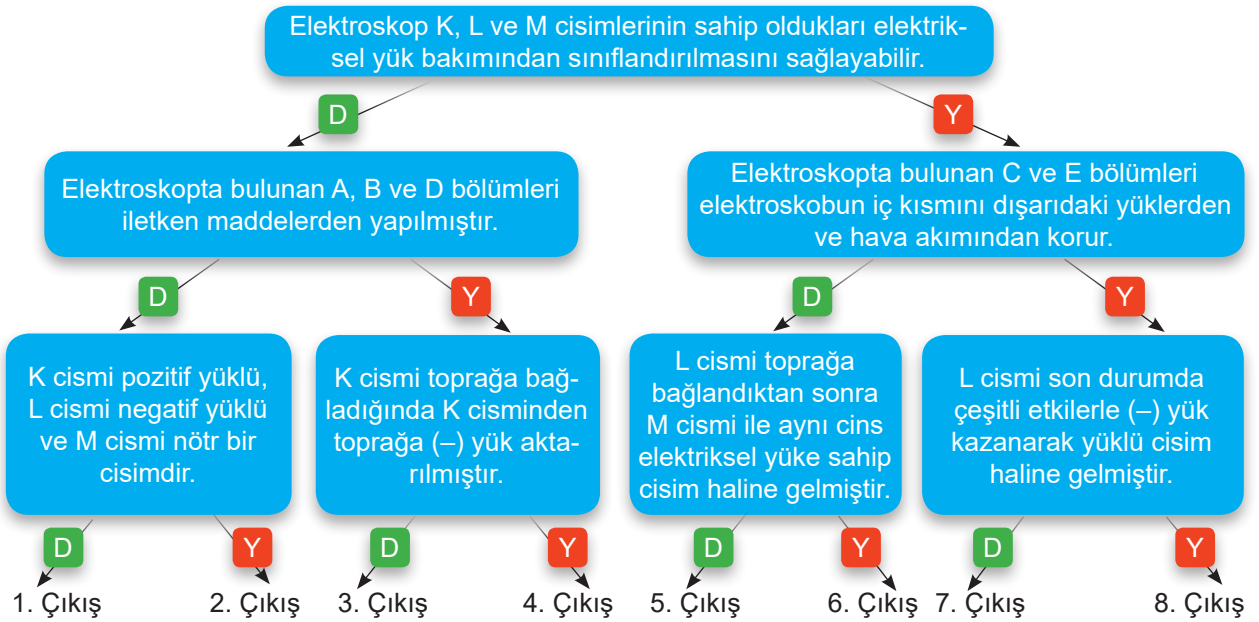 Elektroskop K, L ve M cisimlerinin sahip oldukları elektrik-
sel yük bakımından sınıflandırılmasını sağlayabilir.
D
Y
Elektroskopta bulunan A, B ve D bölümleri
iletken maddelerden yapılmıştır.
Elektroskopta bulunan C ve E bölümleri
elektroskobun iç kısmını dışarıdaki yüklerden
ve hava akımından korur.
D
Y
D
Y
K cismi pozitif yüklü,
L cismi negatif yüklü
ve M cismi nötr bir
cisimdir.
K cismi toprağa bağ-
ladığında K cisminden
toprağa (–) yük akta-
rılmıştır.
L cismi toprağa
bağlandıktan sonra
M cismi ile aynı cins
elektriksel yüke sahip
cisim haline gelmiştir.
L cismi son durumda
çeşitli etkilerle (–) yük
kazanarak yüklü cisim
haline gelmiştir.
D
Y
D
Y
D
Y
D
Y
1. Çıkış
2. Çıkış
3. Çıkış
4. Çıkış
5. Çıkış
6. Çıkış
7. Çıkış
8. Çıkış